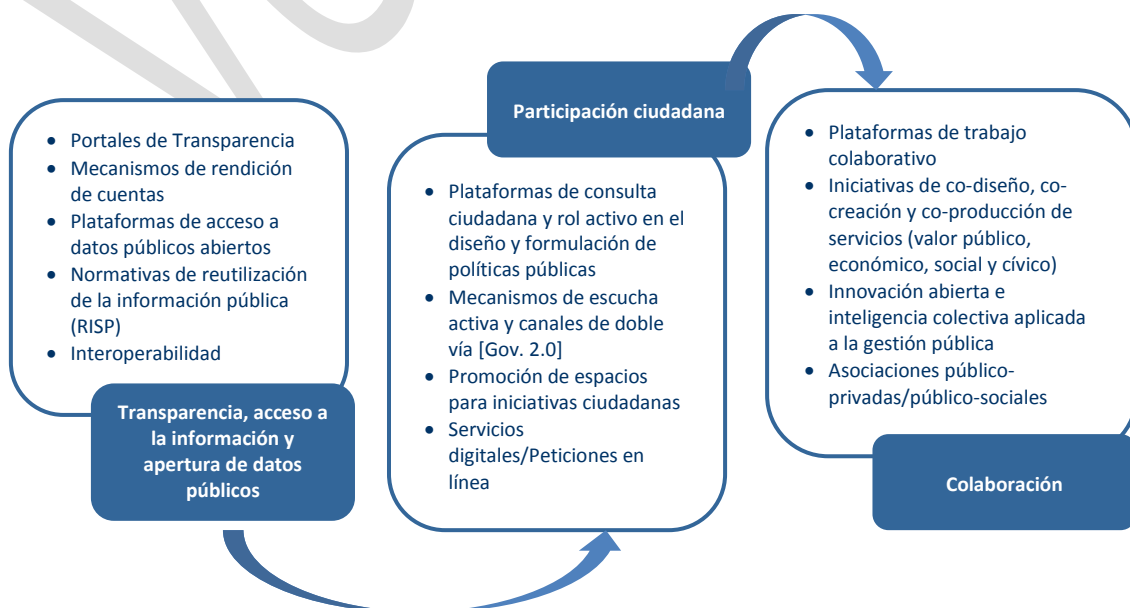 • Portales de Transparencia
• Mecanismos de rendición
de cuentas
• Plataformas de acceso a
datos públicos abiertos
• Normativas de reutilización
de la información pública
(RISP)
• Interoperabilidad
Transparencia, acceso a
la información y
apertura de datos
públicos
Participación ciudadana
• Plataformas de consulta
ciudadana y rol activo en el
diseño y formulación de
políticas públicas
• Mecanismos de escucha
activa y canales de doble
vía [Gov. 2.0]
• Promoción de espacios
para iniciativas ciudadanas
• Servicios
digitales/Peticiones en
línea
• Plataformas de trabajo
colaborativo
• Iniciativas de co-diseño, co-
creación y co-producción de
servicios (valor público,
económico, social y cívico)
• Innovación abierta e
inteligencia colectiva aplicada
a la gestión pública
• Asociaciones público-
privadas/público-sociales
Colaboración